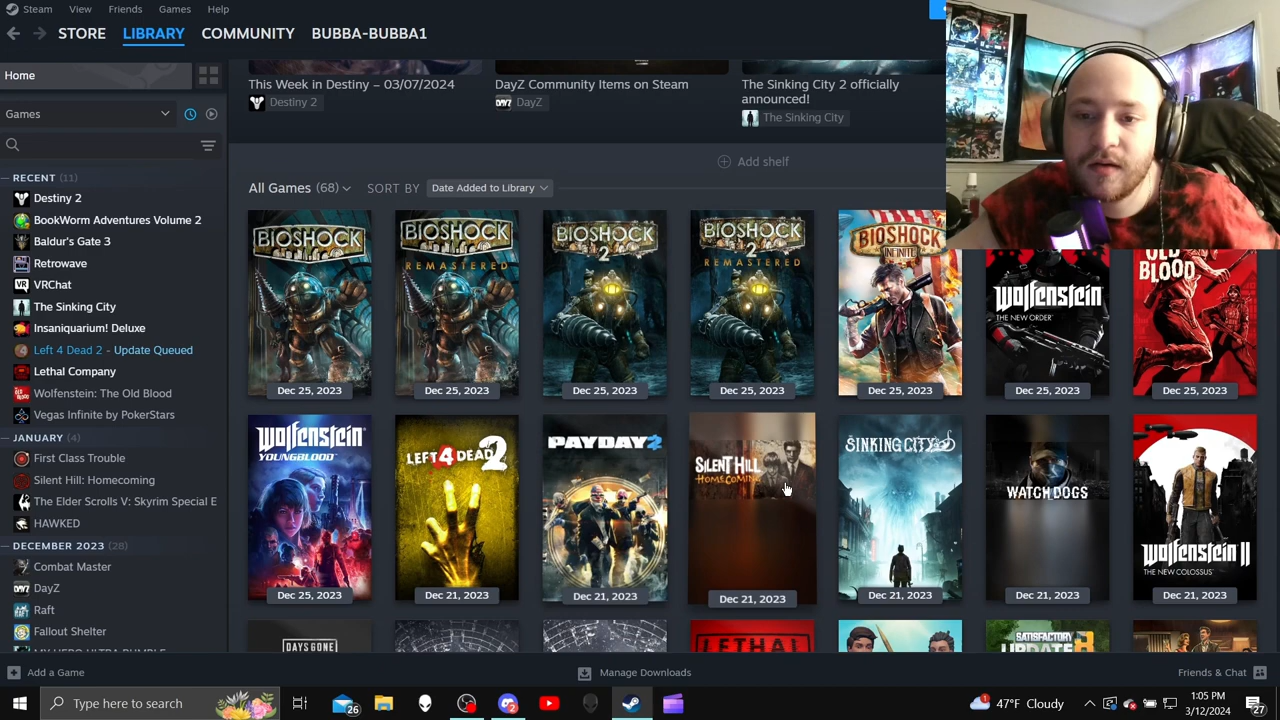 Steam View Friends Games Help
STORE LIBRARY COMMUNITY BUBBA-BUBBA1
Home
Games
RECENT (11)
Destiny 2
BookWorm Adventures Volume 2
Baldur's Gate 3
Retrowave
VRChat
The Sinking City
Insaniquarium! Deluxe
Left 4 Dead 2 - Update Queued
Lethal Company
Wolfenstein: The Old Blood
Vegas Infinite by PokerStars
JANUARY (4)
First Class Trouble
Silent Hill: Homecoming
The Elder Scrolls V: Skyrim Special E
HAWKED
DECEMBER 2023 (28)
Combat Master
DayZ
Raft
Fallout Shelter
MY HERO ULTRA RUMBLE
Add a Game
This Week in Destiny – 03/07/2024
Destiny 2
DayZ Community Items on Steam
DayZ
The Sinking City 2 officially
announced!
The Sinking City
Add shelf
All Games (68) SORT BY Date Added to Library
BIOSHOCK
Dec 25, 2023
BIOSHOCK
REMASTERED
Dec 25, 2023
BIOSHOCK
2
Dec 25, 2023
BIOSHOCK
2
REMASTERED
Dec 25, 2023
BIOSHOCK
INFINITE
Dec 25, 2023
Wolfenstein
THE NEW ORDER
Dec 25, 2023
OLD
BLOOD
Dec 25, 2023
Wolfenstein
YOUNGBLOOD
Dec 25, 2023
LEFT 4 DEAD 2
Dec 21, 2023
PAYDAY 2
Dec 21, 2023
SILENT HILL
HOMECOMING
Dec 21, 2023
SINKING CITY
Dec 21, 2023
WATCH DOGS
Dec 21, 2023
Wolfenstein II
THE NEW COLOSSUS
Dec 21, 2023
DAYS GONE
LETHAL
SATISFACTORY
UPDATE 8
Manage Downloads
Friends & Chat
Type here to search
26
47°F Cloudy
1
1:05 PM
3/12/2024
27